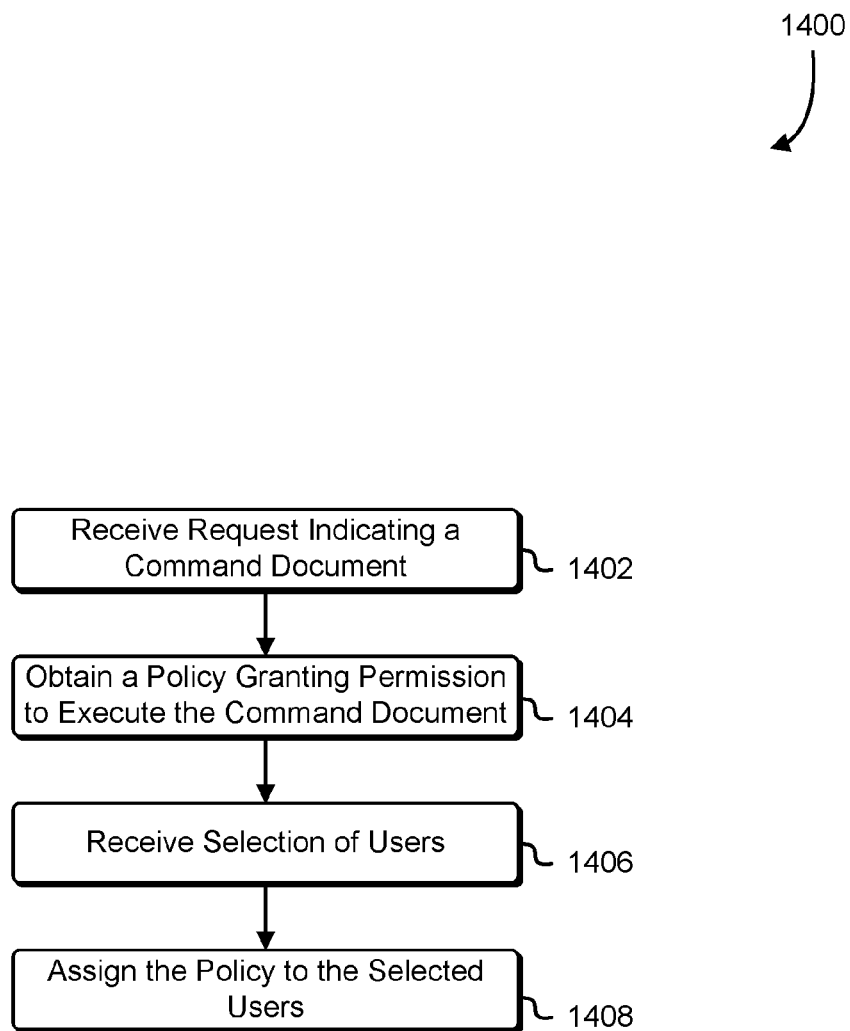 1400
Receive Request Indicating a
Command Document
1402
Obtain a Policy Granting Permission
to Execute the Command Document
1404
Receive Selection of Users
1406
Assign the Policy to the Selected
Users
1408